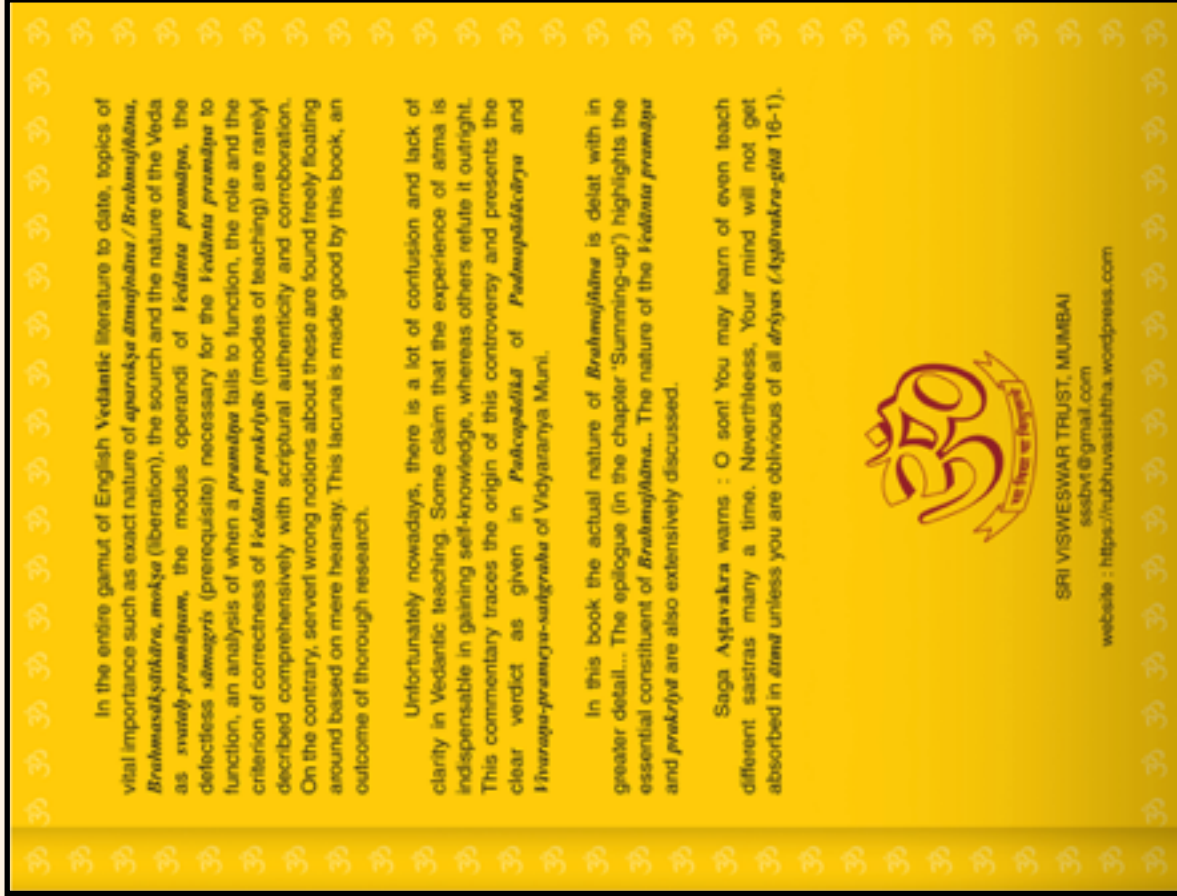 In the entire gamut of English Vedāntic literature to date, topics of
vital importance such as exact nature of aparokṣa ātmajnāna / Brahmajñāna,
Brahmasākṣātkāra, mokṣa (liberation), the sourch and the nature of the Veda
as svataḥ-pramāṇam, the modus operandi of Vedānta pramāṇa, the
defectless sāmagris (prerequisite) necessary for the Vedānta pramāṇa to
function, an analysis of when a pramāṇa fails to function, the role and the
criterion of correctness of Vedānta prakriyās (modes of teaching) are rarelyl
decribed comprehensively with scriptural authenticity and corroboration.
On the contrary, serverl wrong notions about these are found freely floating
around based on mere hearsay. This lacuna is made good by this book, an
outcome of thorough research.
Unfortunately nowadays, there is a lot of confusion and lack of
clarity in Vedantic teaching. Some claim that the experience of atma is
indispensable in gaining self-knowledge, whereas others refute it outright.
This commentary traces the origin of this controversy and presents the
clear verdict as given in Pañcapādikā of Padmapādācārya and
Vivaraṇa-prameya-saṅgraha of Vidyaranya Muni.
In this book the actual nature of Brahmajñāna is delat with in
greater detail... The epilogue (in the chapter 'Summing-up') highlights the
essential constituent of Brahmajñāna... The nature of the Vedānta pramāṇa
and prakriyā are also extensively discussed.
Saga Aṣṭavakra warns : O son! You may learn of even teach
different sastras many a time. Neverthleess, Your mind will not get
absorbed in ātmā unless you are oblivious of all dṛśyas (Aṣṭāvakra-gītā 16-1).
ॐ
सा विद्या या विमुक्तये
SRI VISWESWAR TRUST, MUMBAI
sssbvt@gmail.com
website : https://rubhuvasishtha.wordpress.com